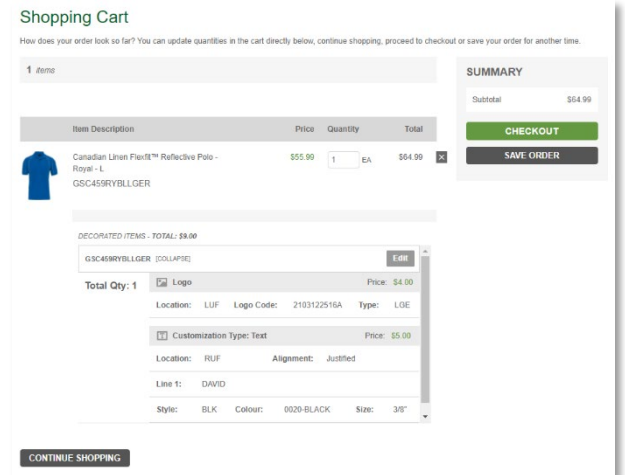 Shopping Cart
How does your order look so far? You can update quantities in the cart directly below, continue shopping, proceed to checkout or save your order for another time.
1 items
SUMMARY
Subtotal $64.99
CHECKOUT
SAVE ORDER
Item Description Price Quantity Total
Canadian Linen Flexfit™ Reflective Polo - $55.99 1 EA $64.99 X
Royal - L
GSC459RYBLLGER
DECORATED ITEMS - TOTAL: $9.00
GSC459RYBLLGER [COLLAPSE] Edit
Total Qty: 1
Logo Price: $4.00
Location: LUF Logo Code: 2103122516A Type: LGE
T Customization Type: Text Price: $5.00
Location: RUF Alignment: Justified
Line 1: DAVID
Style: BLK Colour: 0020-BLACK Size: 3/8"
CONTINUE SHOPPING